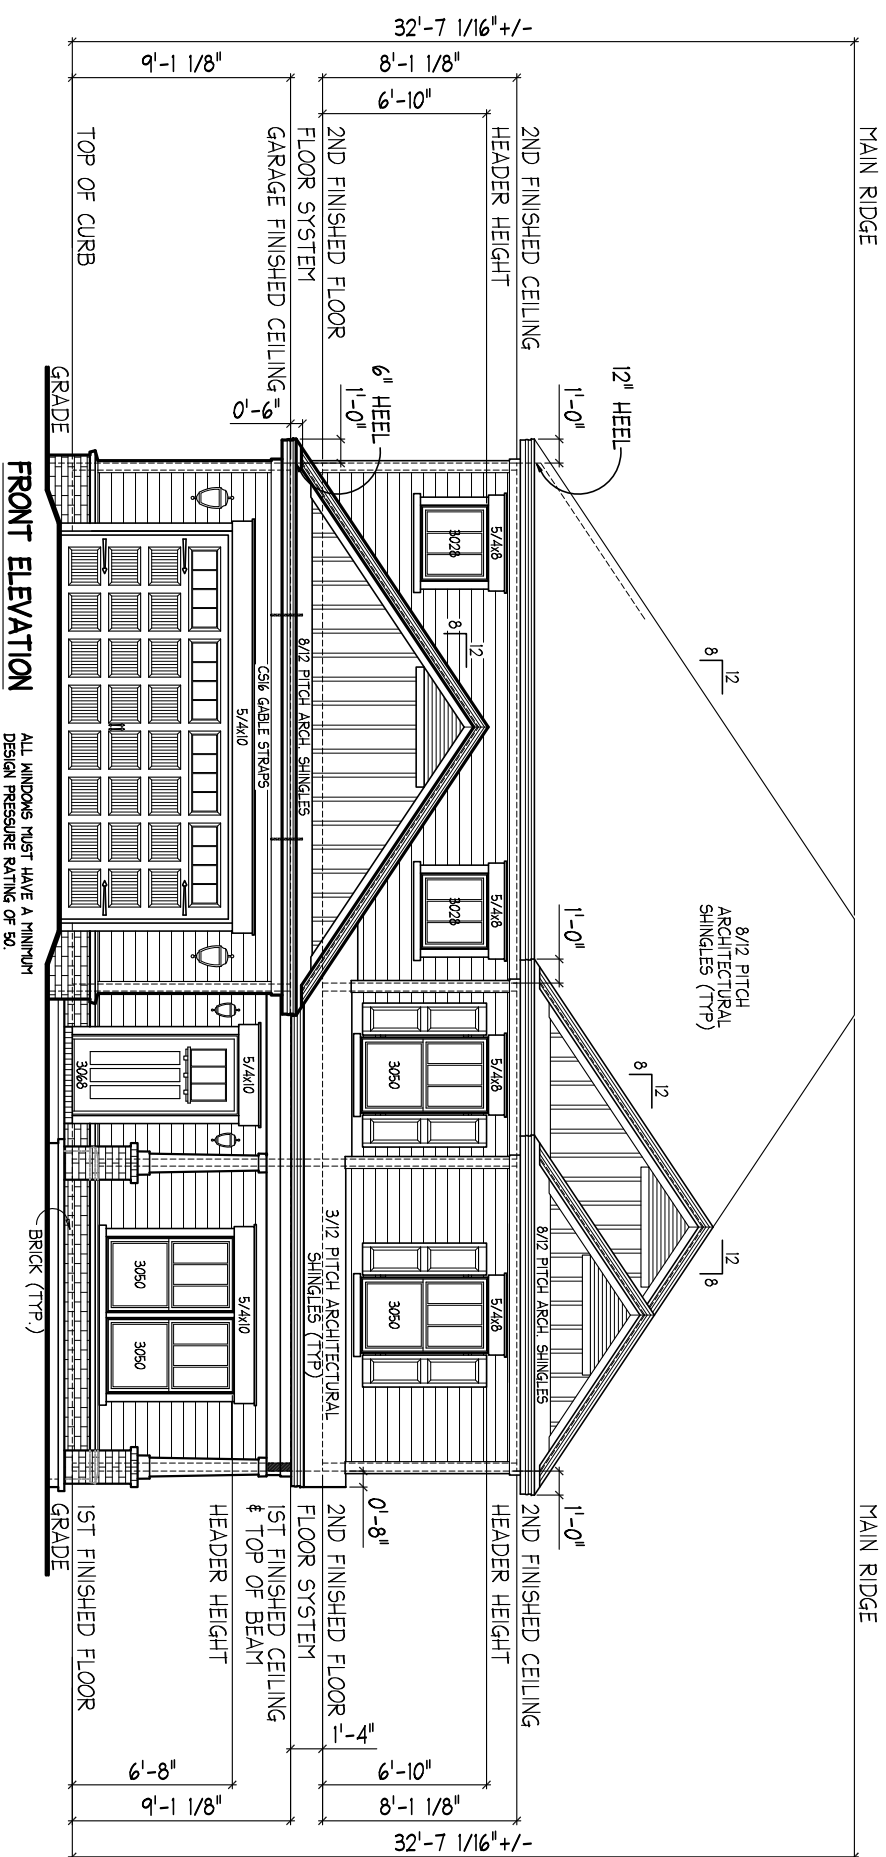 MAIN RIDGE
2ND FINISHED CEILING
HEADER HEIGHT
2ND FINISHED FLOOR
FLOOR SYSTEM
GARAGE FINISHED CEILING
TOP OF CURB
GRADE
32'-7 1/16"+/-
8'-1 1/8"
9'-1 1/8"
6'-10"
12" HEEL
1'-0"
6" HEEL
1'-0"
0'-6"
12
8
8/12 PITCH
ARCHITECTURAL
SHINGLES (TYP)
1'-0"
12
8
12
8
5/4x8
3028
12
8
5/4x8
3028
5/4x8
3050
5/4x8
3050
8/12 PITCH ARCH. SHINGLES
8/12 PITCH ARCH. SHINGLES
3/12 PITCH ARCHITECTURAL
SHINGLES (TYP)
CS16 GABLE STRAPS
5/4x10
5/4x10
3068
5/4x10
3050
3050
BRICK (TYP.)
1'-0"
0'-8"
MAIN RIDGE
2ND FINISHED CEILING
HEADER HEIGHT
2ND FINISHED FLOOR
FLOOR SYSTEM
1ST FINISHED CEILING
& TOP OF BEAM
HEADER HEIGHT
1ST FINISHED FLOOR
GRADE
1'-4"
6'-10"
6'-8"
8'-1 1/8"
9'-1 1/8"
32'-7 1/16"+/-
FRONT ELEVATION
ALL WINDOWS MUST HAVE A MINIMUM
DESIGN PRESSURE RATING OF 50.